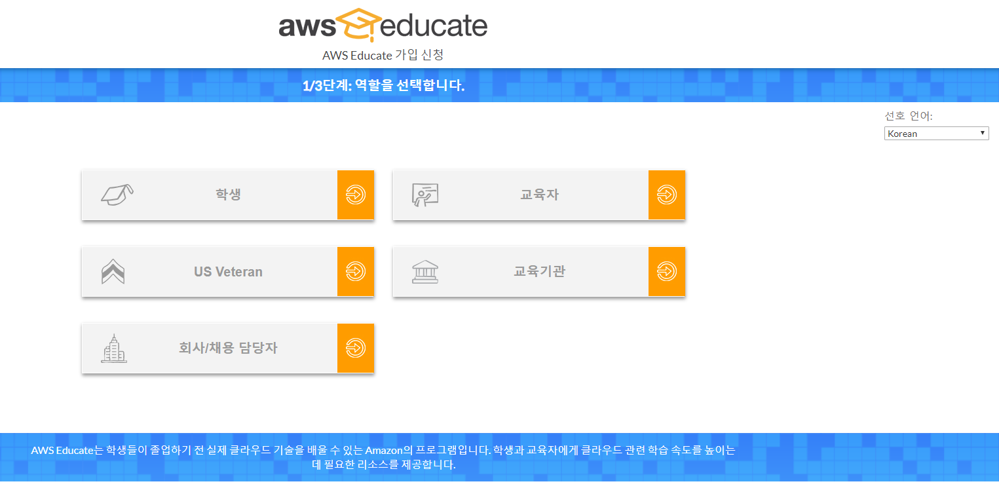 aws educate
AWS Educate 가입 신청
1/3단계: 역할을 선택합니다.
선호 언어:
Korean
학생
교육자
US Veteran
교육기관
회사/채용 담당자
AWS Educate는 학생들이 졸업하기 전 실제 클라우드 기술을 배울 수 있는 Amazon의 프로그램입니다. 학생과 교육자에게 클라우드 관련 학습 속도를 높이는
데 필요한 리소스를 제공합니다.